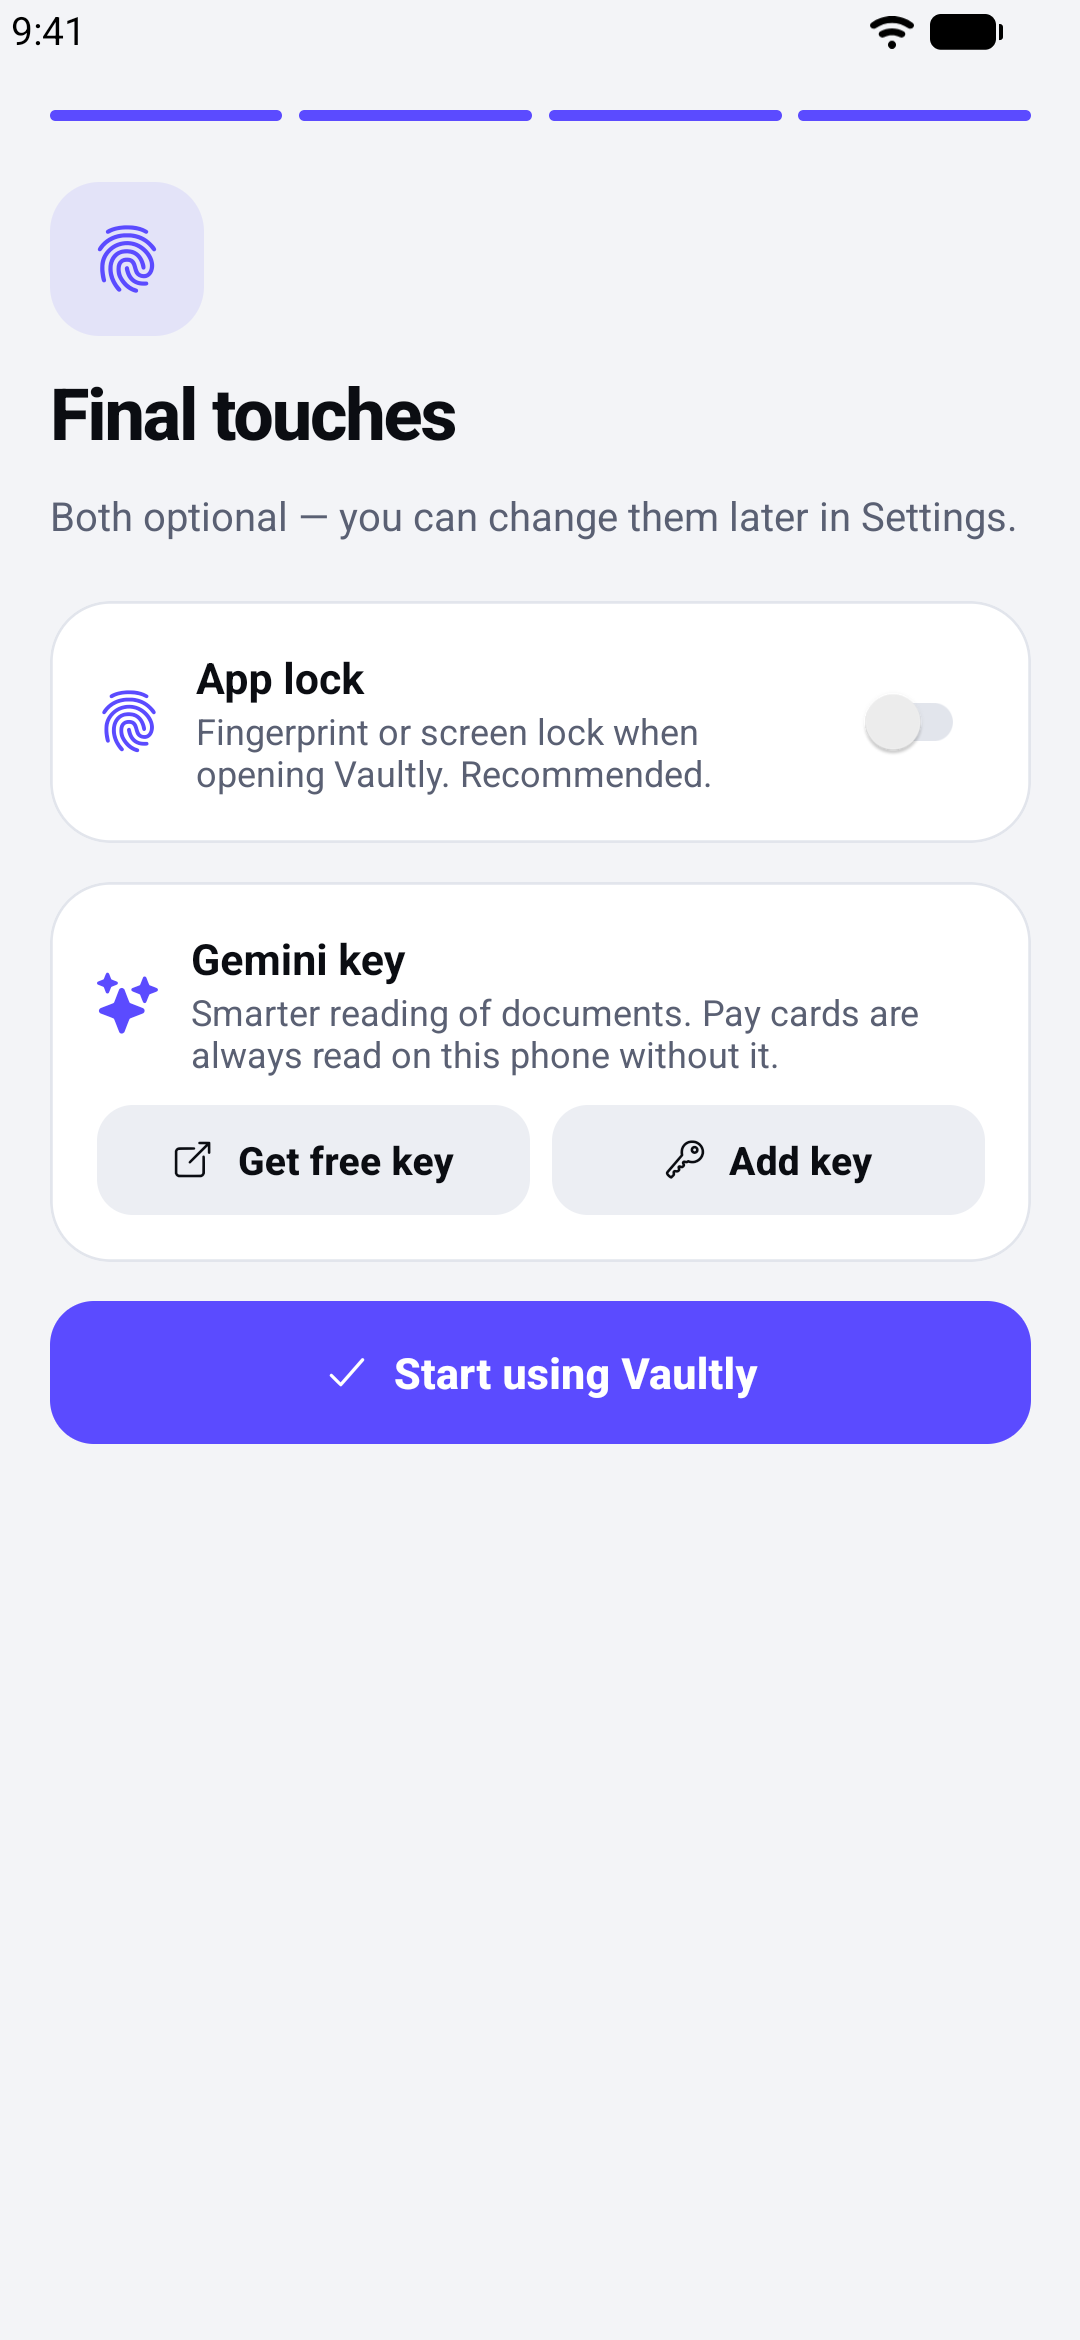 9:41
Final touches
Both optional — you can change them later in Settings.
App lock
Fingerprint or screen lock when
opening Vaultly. Recommended.
Gemini key
Smarter reading of documents. Pay cards are
always read on this phone without it.
Get free key
Add key
Start using Vaultly